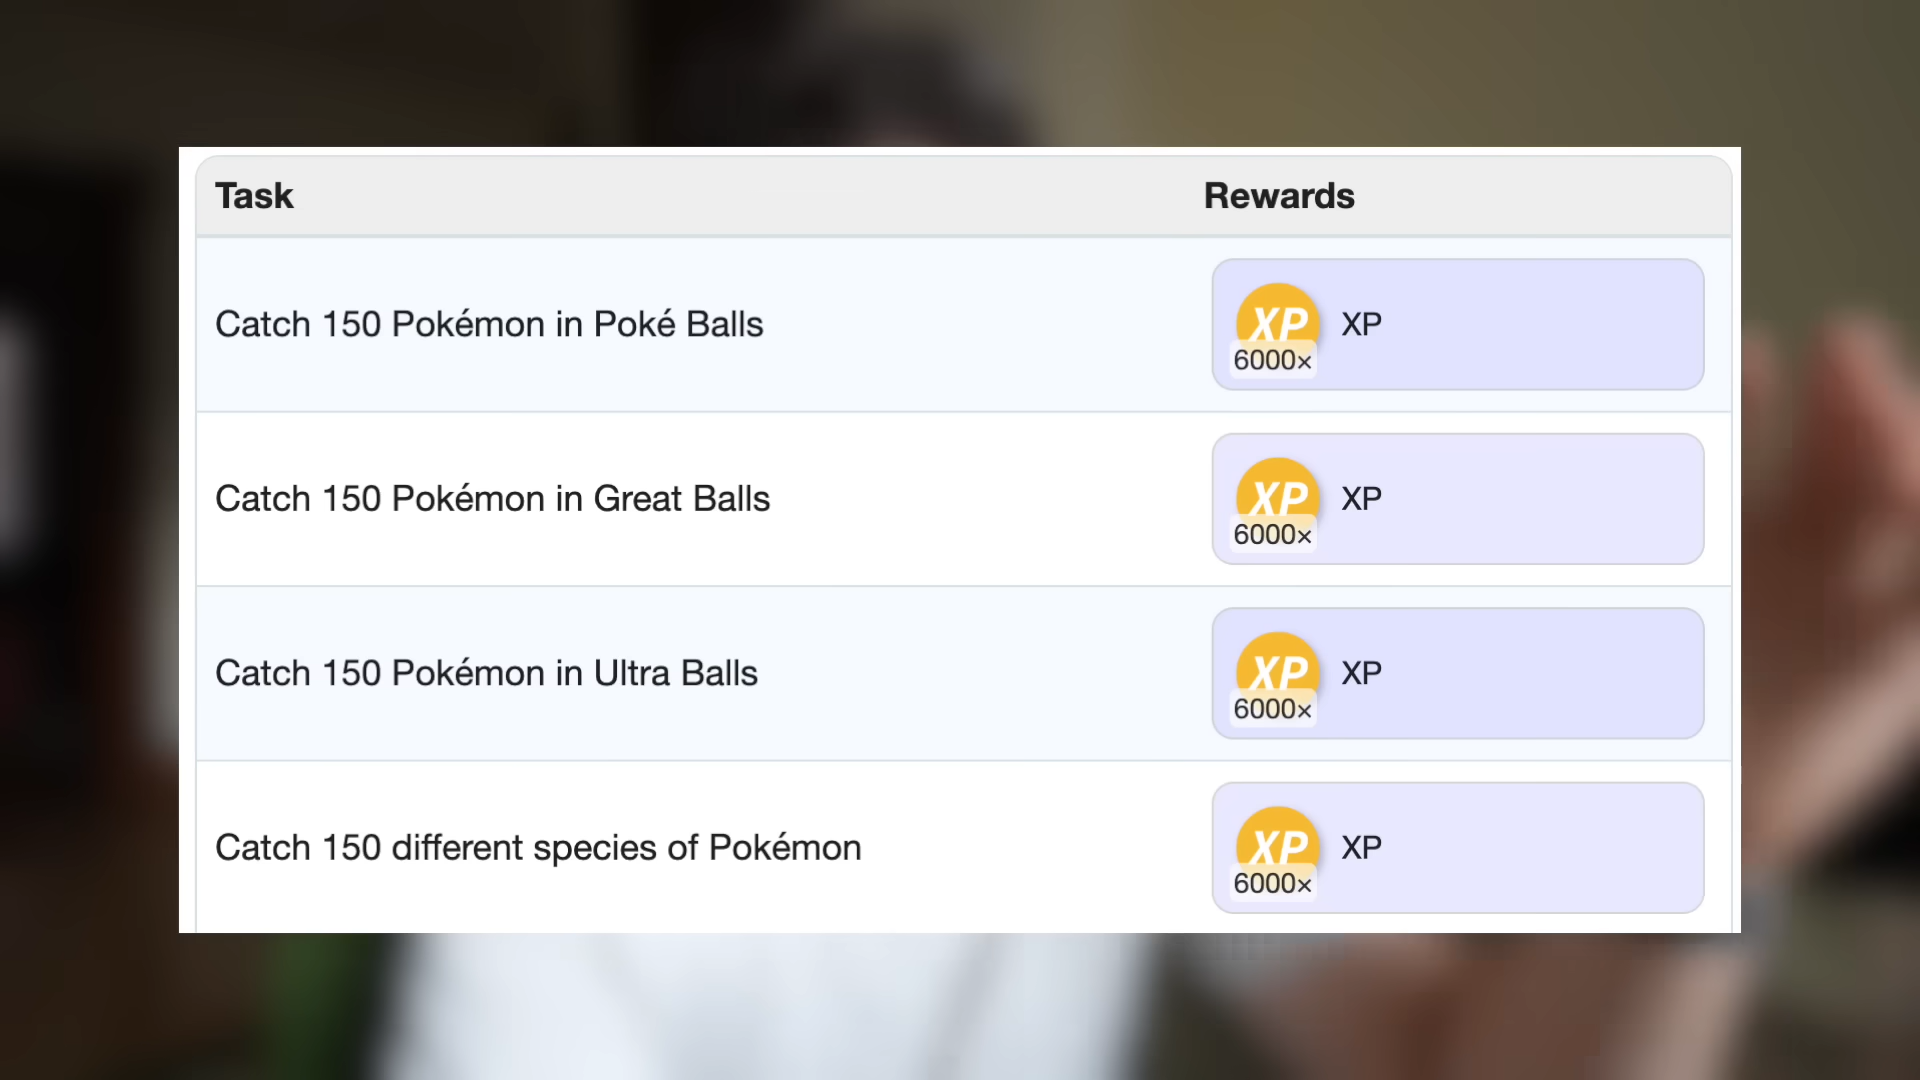 Task Rewards
Catch 150 Pokémon in Poké Balls XP 6000× XP
Catch 150 Pokémon in Great Balls XP 6000× XP
Catch 150 Pokémon in Ultra Balls XP 6000× XP
Catch 150 different species of Pokémon XP 6000× XP